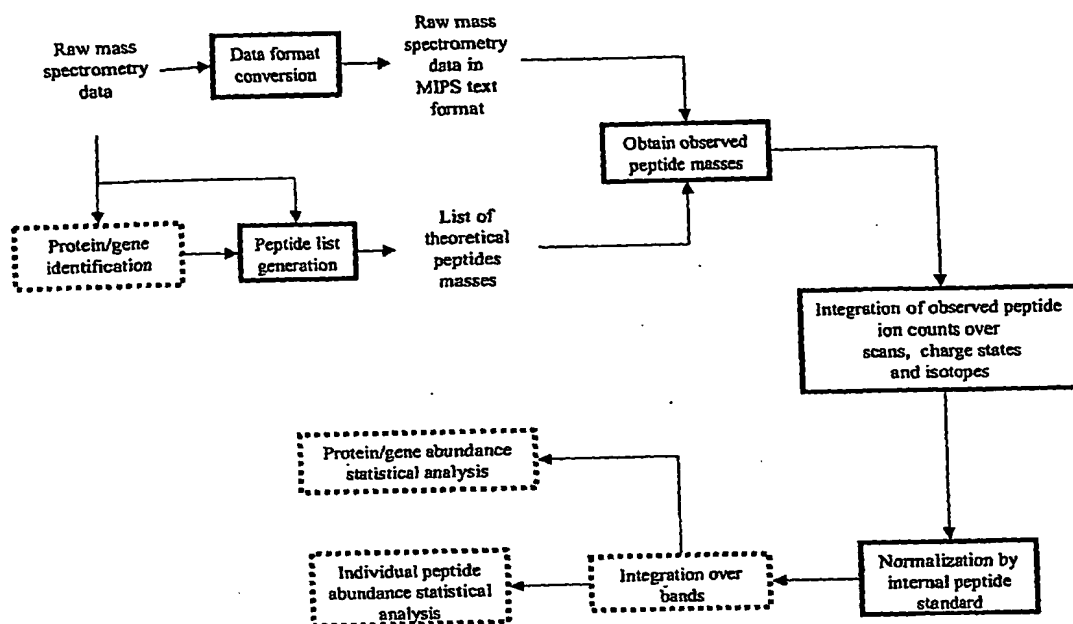 Raw mass
spectrometry
data
Data format
conversion
Raw mass
spectrometry
data in
MIPS text
format
Obtain observed
peptide masses
Protein/gene
identification
Peptide list
generation
List of
theoretical
peptides
masses
Integration of observed peptide
ion counts over
scans, charge states
and isotopes
Protein/gene abundance
statistical analysis
Individual peptide
abundance statistical
analysis
Integration over
bands
Normalization by
internal peptide
standard